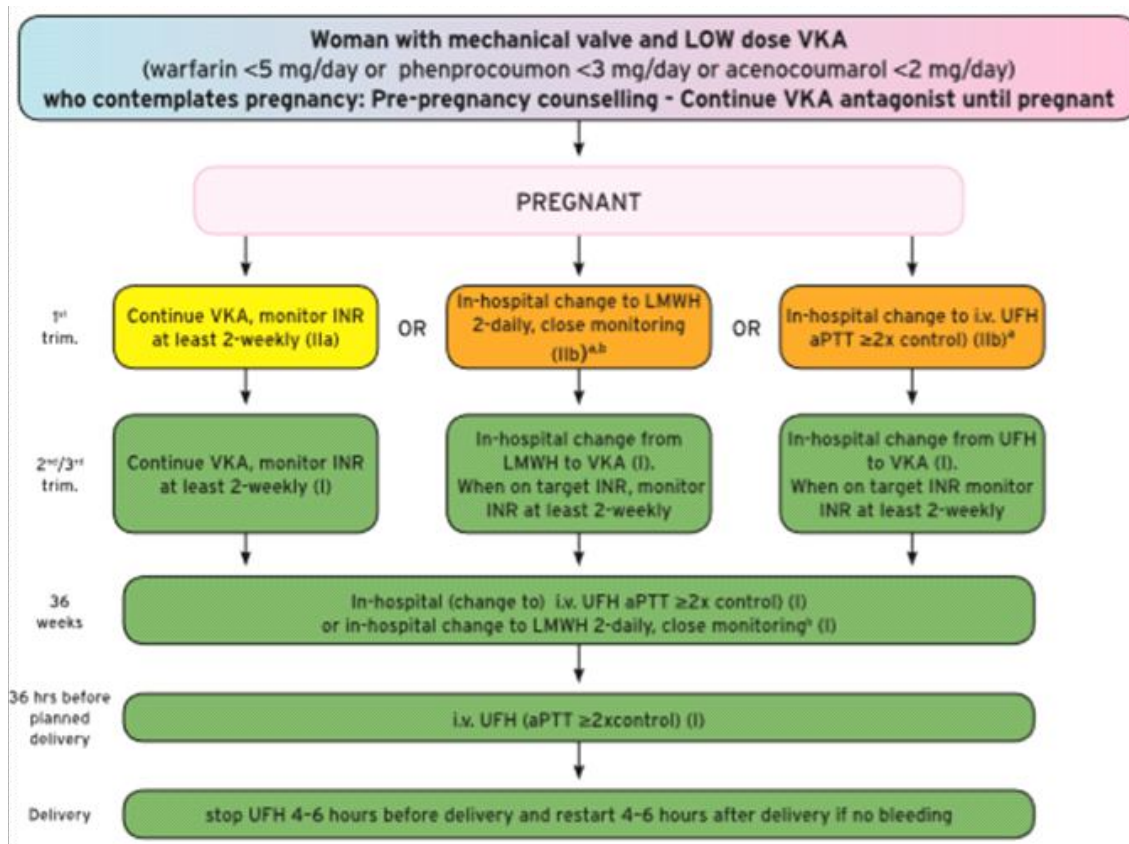 Woman with mechanical valve and LOW dose VKA
(warfarin <5 mg/day or phenprocoumon <3 mg/day or acenocoumarol <2 mg/day)
who contemplates pregnancy: Pre-pregnancy counselling - Continue VKA antagonist until pregnant
PREGNANT
1st
trim.
Continue VKA, monitor INR
at least 2-weekly (IIa)
OR
In-hospital change to LMWH
2-daily, close monitoring
(IIb)a,b
OR
In-hospital change to i.v. UFH
aPTT ≥2x control) (IIb)a
2nd/3rd
trim.
Continue VKA, monitor INR
at least 2-weekly (I)
In-hospital change from
LMWH to VKA (I).
When on target INR, monitor
INR at least 2-weekly
In-hospital change from UFH
to VKA (I).
When on target INR monitor
INR at least 2-weekly
36
weeks
In-hospital (change to) i.v. UFH aPTT ≥2x control) (I)
or in-hospital change to LMWH 2-daily, close monitoringb (I)
36 hrs before
planned
delivery
i.v. UFH (aPTT ≥2xcontrol) (I)
Delivery
stop UFH 4-6 hours before delivery and restart 4-6 hours after delivery if no bleeding